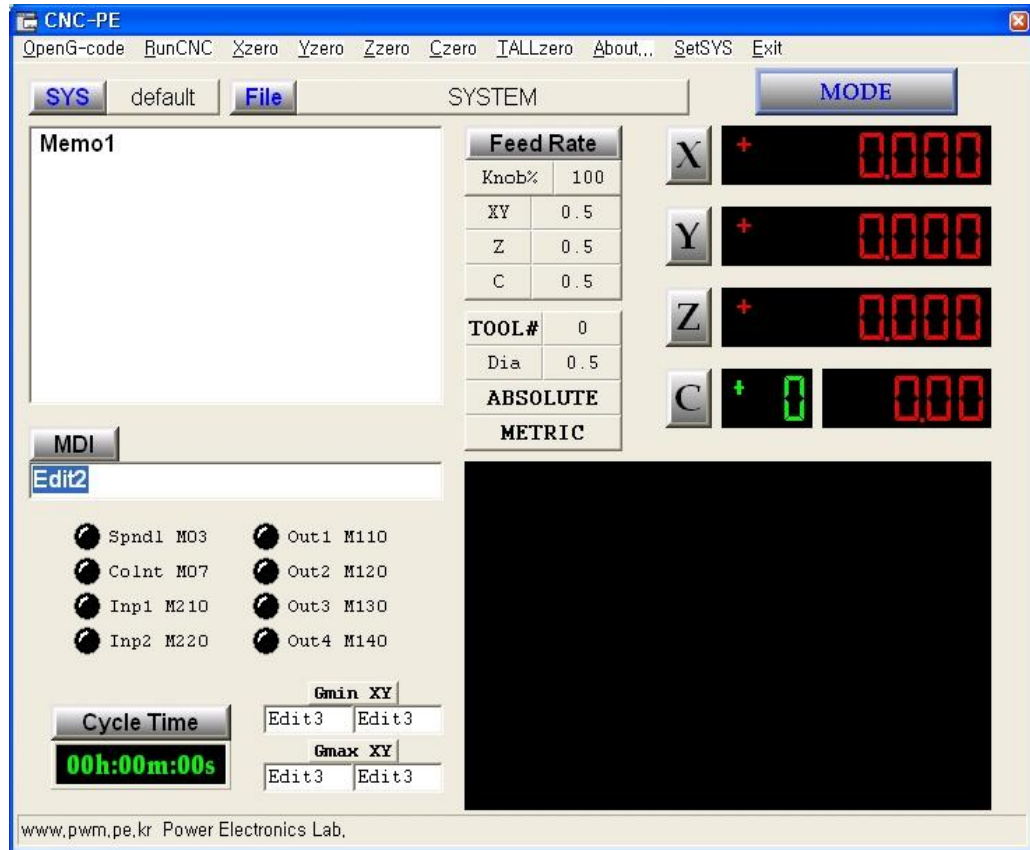 CNC-PE
OpenG-code RunCNC Xzero Yzero Zzero Czero TALLzero About,,, SetSYS Exit
SYS default File SYSTEM MODE
Memo1
Feed Rate
Knob% 100
XY 0.5
Z 0.5
C 0.5
TOOL# 0
Dia 0.5
ABSOLUTE
METRIC
X + 0.000
Y + 0.000
Z + 0.000
C + 0 0.00
MDI
Edit2
Spndl M03 Out1 M110
Colnt M07 Out2 M120
Inp1 M210 Out3 M130
Inp2 M220 Out4 M140
Cycle Time
00h:00m:00s
Gmin XY
Edit3 Edit3
Gmax XY
Edit3 Edit3
www,pwm,pe,kr Power Electronics Lab,